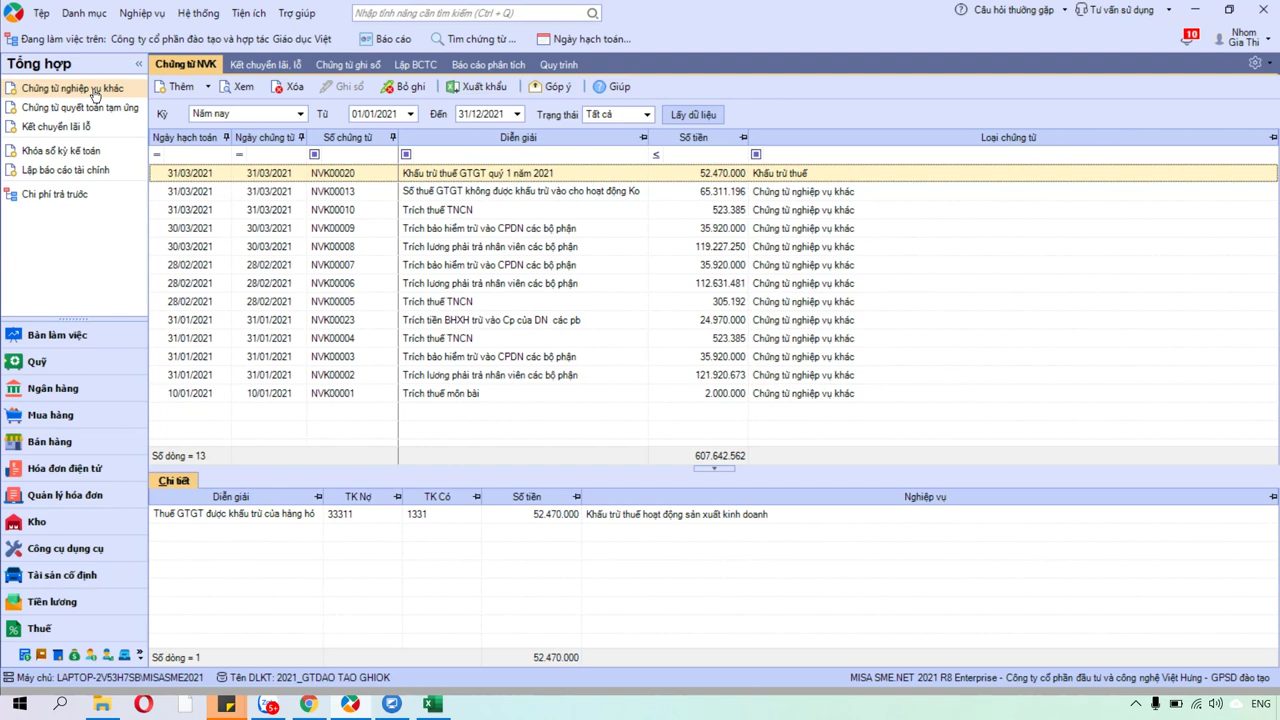 Tệp Danh mục Nghiệp vụ Hệ thống Tiện ích Trợ giúp Nhập tính năng cần tìm kiếm (Ctrl + Q) Câu hỏi thường gặp Tư vấn sử dụng
Đang làm việc trên: Công ty cổ phần đào tạo và hợp tác Giáo dục Việt Báo cáo Tìm chứng từ ... Ngày hạch toán... 10 Nhom Gia Thi
Tổng hợp «
Chứng từ nghiệp vụ khác
Chứng từ quyết toán tạm ứng
Kết chuyển lãi lỗ
Khóa sổ kỳ kế toán
Lập báo cáo tài chính
Chi phí trả trước
Bàn làm việc
Quỹ
Ngân hàng
Mua hàng
Bán hàng
Hóa đơn điện tử
Quản lý hóa đơn
Kho
Công cụ dụng cụ
Tài sản cố định
Tiền lương
Thuế
Chứng từ NVK Kết chuyển lãi, lỗ Chứng từ ghi sổ Lập BCTC Báo cáo phân tích Quy trình
Thêm Xem Xóa Ghi sổ Bỏ ghi Xuất khẩu Góp ý Giúp
Kỳ Năm nay Từ 01/01/2021 Đến 31/12/2021 Trạng thái Tất cả Lấy dữ liệu
Ngày hạch toán Ngày chứng từ Số chứng từ Diễn giải Số tiền Loại chứng từ
= = ≤
31/03/2021 31/03/2021 NVK00020 Khấu trừ thuế GTGT quý 1 năm 2021 52.470.000 Khấu trừ thuế
31/03/2021 31/03/2021 NVK00013 Số thuế GTGT không được khấu trừ vào cho hoạt động Ko 65.311.196 Chứng từ nghiệp vụ khác
31/03/2021 31/03/2021 NVK00010 Trích thuế TNCN 523.385 Chứng từ nghiệp vụ khác
30/03/2021 30/03/2021 NVK00009 Trích bảo hiểm trừ vào CPDN các bộ phận 35.920.000 Chứng từ nghiệp vụ khác
30/03/2021 30/03/2021 NVK00008 Trích lương phải trả nhân viên các bộ phận 119.227.250 Chứng từ nghiệp vụ khác
28/02/2021 28/02/2021 NVK00007 Trích bảo hiểm trừ vào CPDN các bộ phận 35.920.000 Chứng từ nghiệp vụ khác
28/02/2021 28/02/2021 NVK00006 Trích lương phải trả nhân viên các bộ phận 112.631.481 Chứng từ nghiệp vụ khác
28/02/2021 28/02/2021 NVK00005 Trích thuế TNCN 305.192 Chứng từ nghiệp vụ khác
31/01/2021 31/01/2021 NVK00023 Trích tiền BHXH trừ vào Cp của DN các pb 24.970.000 Chứng từ nghiệp vụ khác
31/01/2021 31/01/2021 NVK00004 Trích thuế TNCN 523.385 Chứng từ nghiệp vụ khác
31/01/2021 31/01/2021 NVK00003 Trích bảo hiểm trừ vào CPDN các bộ phận 35.920.000 Chứng từ nghiệp vụ khác
31/01/2021 31/01/2021 NVK00002 Trích lương phải trả nhân viên các bộ phận 121.920.673 Chứng từ nghiệp vụ khác
10/01/2021 10/01/2021 NVK00001 Trích thuế môn bài 2.000.000 Chứng từ nghiệp vụ khác
Số dòng = 13 607.642.562
Chi tiết
Diễn giải TK Nợ TK Có Số tiền Nghiệp vụ
Thuế GTGT được khấu trừ của hàng hó 33311 1331 52.470.000 Khấu trừ thuế hoạt động sản xuất kinh doanh
Số dòng = 1 52.470.000
Máy chủ: LAPTOP-2V53H7SB\MISASME2021 Tên DLKT: 2021_GTDAO TAO GHIOK MISA SME.NET 2021 R8 Enterprise - Công ty cổ phần đầu tư và công nghệ Việt Hưng - GPSD đào tạo
5+ ENG